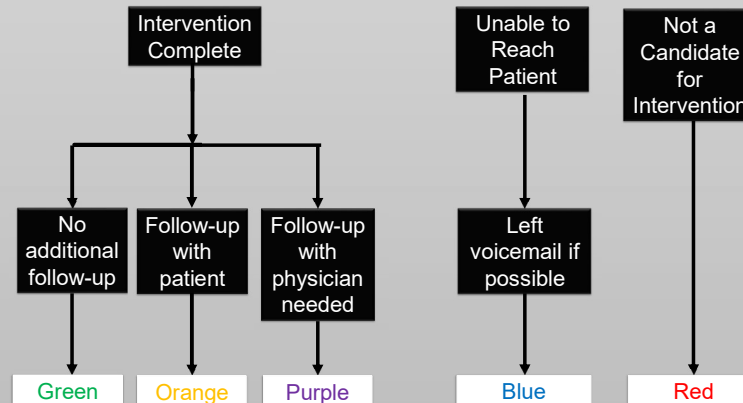 Intervention
Complete
Unable to
Reach
Patient
Not a
Candidate
for
Intervention
No
additional
follow-up
Follow-up
with
patient
Follow-up
with
physician
needed
Left
voicemail if
possible
Green
Orange
Purple
Blue
Red